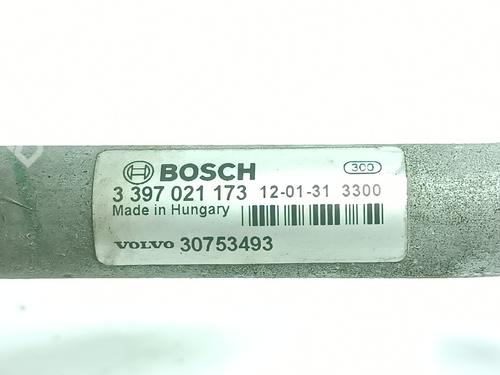 BOSCH 300
3 397 021 173 12-01-31 3300
Made in Hungary
VOLVO 30753493